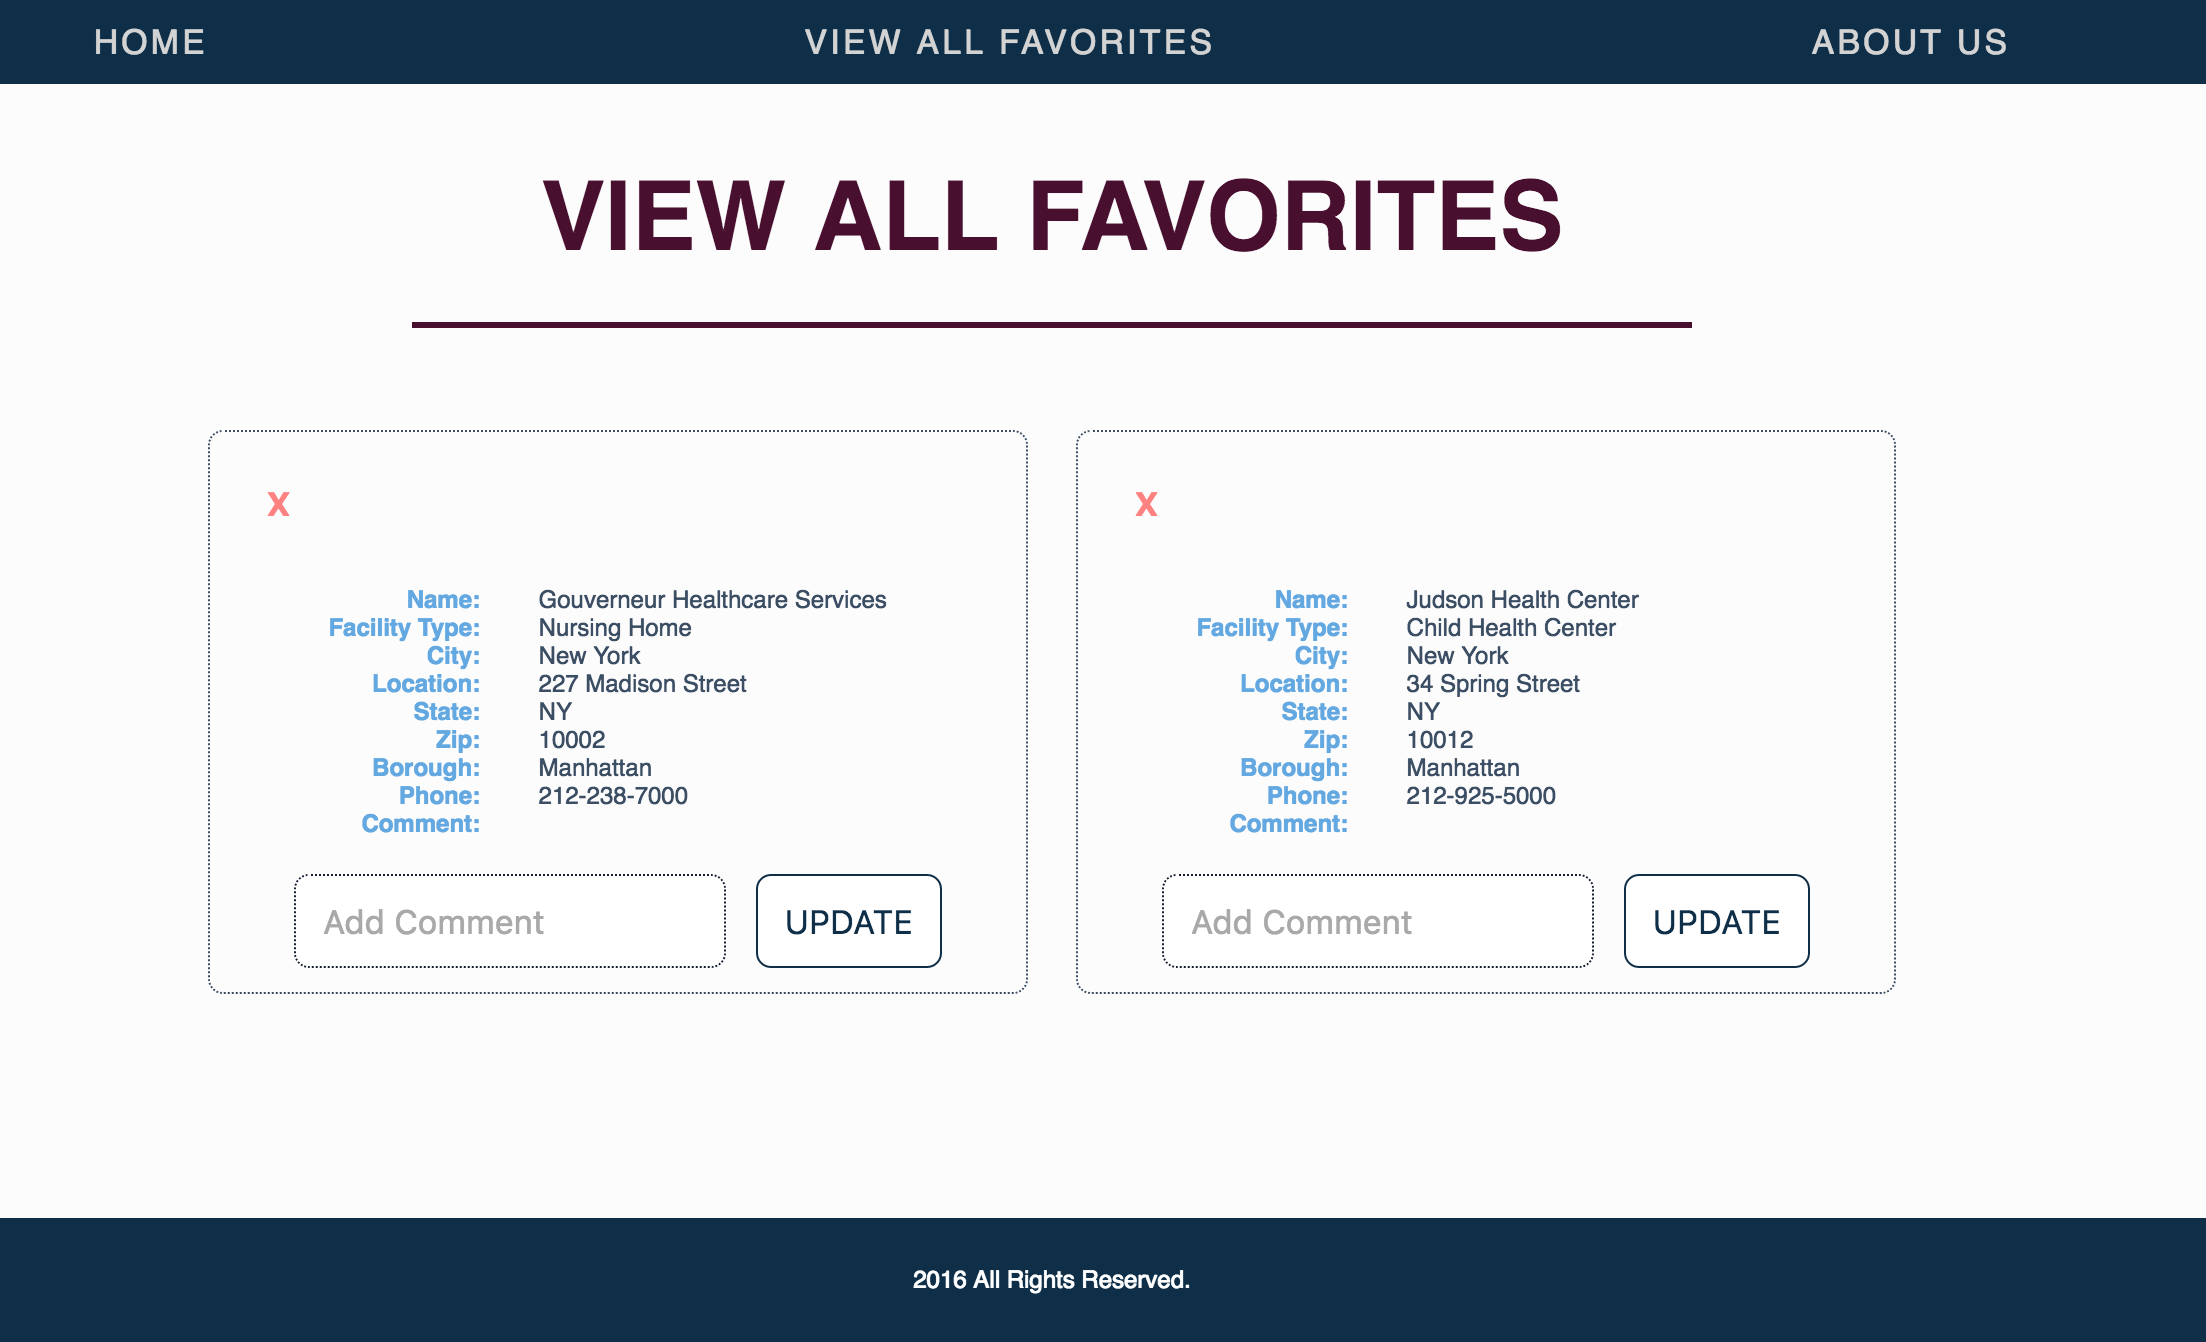 HOME VIEW ALL FAVORITES ABOUT US
VIEW ALL FAVORITES
X
Name: Gouverneur Healthcare Services
Facility Type: Nursing Home
City: New York
Location: 227 Madison Street
State: NY
Zip: 10002
Borough: Manhattan
Phone: 212-238-7000
Comment:
Add Comment UPDATE
X
Name: Judson Health Center
Facility Type: Child Health Center
City: New York
Location: 34 Spring Street
State: NY
Zip: 10012
Borough: Manhattan
Phone: 212-925-5000
Comment:
Add Comment UPDATE
2016 All Rights Reserved.